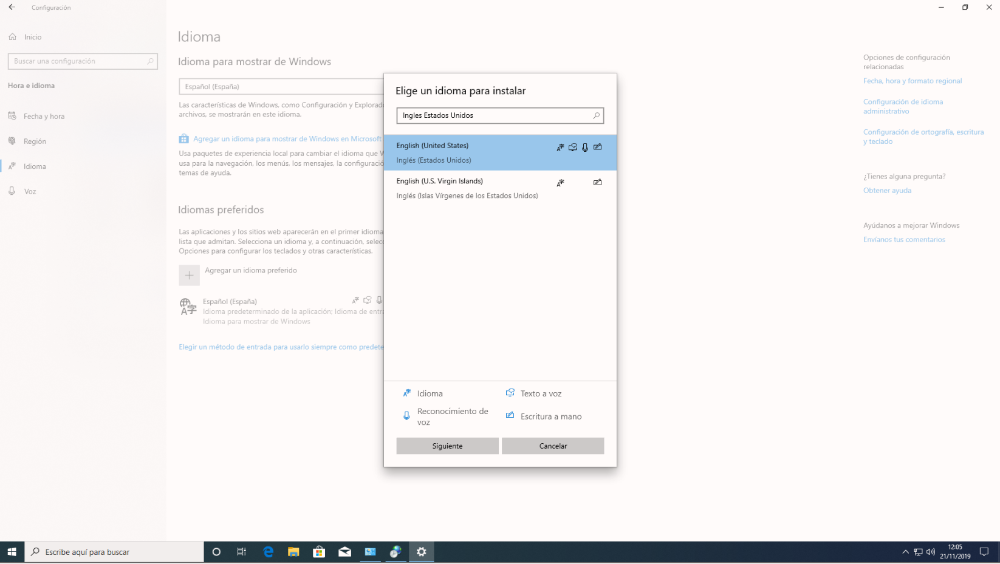 Configuración
Inicio
Buscar una configuración
Hora e idioma
Fecha y hora
Región
Idioma
Voz
Idioma
Idioma para mostrar de Windows
Español (España)
Las características de Windows, como Configuración y Explorado
archivos, se mostrarán en este idioma.
Agregar un idioma para mostrar de Windows en Microsoft
Usa paquetes de experiencia local para cambiar el idioma que W
usa para la navegación, los menús, los mensajes, la configuració
temas de ayuda.
Idiomas preferidos
Las aplicaciones y los sitios web aparecerán en el primer idioma
lista que admitan. Selecciona un idioma y, a continuación, selecc
Opciones para configurar los teclados y otras características.
Agregar un idioma preferido
Español (España)
Idioma predeterminado de la aplicación; Idioma de entra
Idioma para mostrar de Windows
Elegir un método de entrada para usarlo siempre como predete
Elige un idioma para instalar
Ingles Estados Unidos
English (United States)
Inglés (Estados Unidos)
English (U.S. Virgin Islands)
Inglés (Islas Vírgenes de los Estados Unidos)
Idioma
Texto a voz
Reconocimiento de
voz
Escritura a mano
Siguiente
Cancelar
Opciones de configuración
relacionadas
Fecha, hora y formato regional
Configuración de idioma
administrativo
Configuración de ortografía, escritura
y teclado
¿Tienes alguna pregunta?
Obtener ayuda
Ayúdanos a mejorar Windows
Envíanos tus comentarios
Escribe aquí para buscar
12:05
21/11/2019